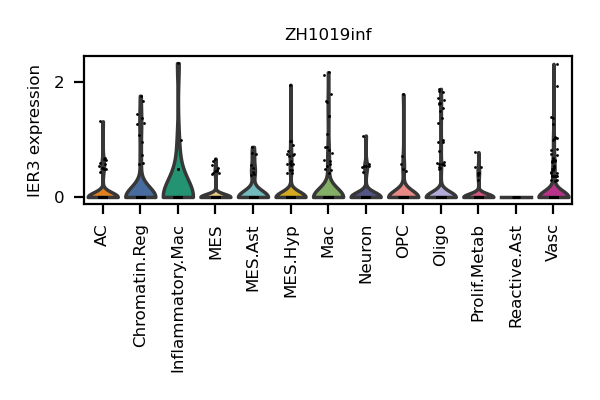 ZH1019inf
IER3 expression
2
0
AC
Chromatin.Reg
Inflammatory.Mac
MES
MES.Ast
MES.Hyp
Mac
Neuron
OPC
Oligo
Prolif.Metab
Reactive.Ast
Vasc